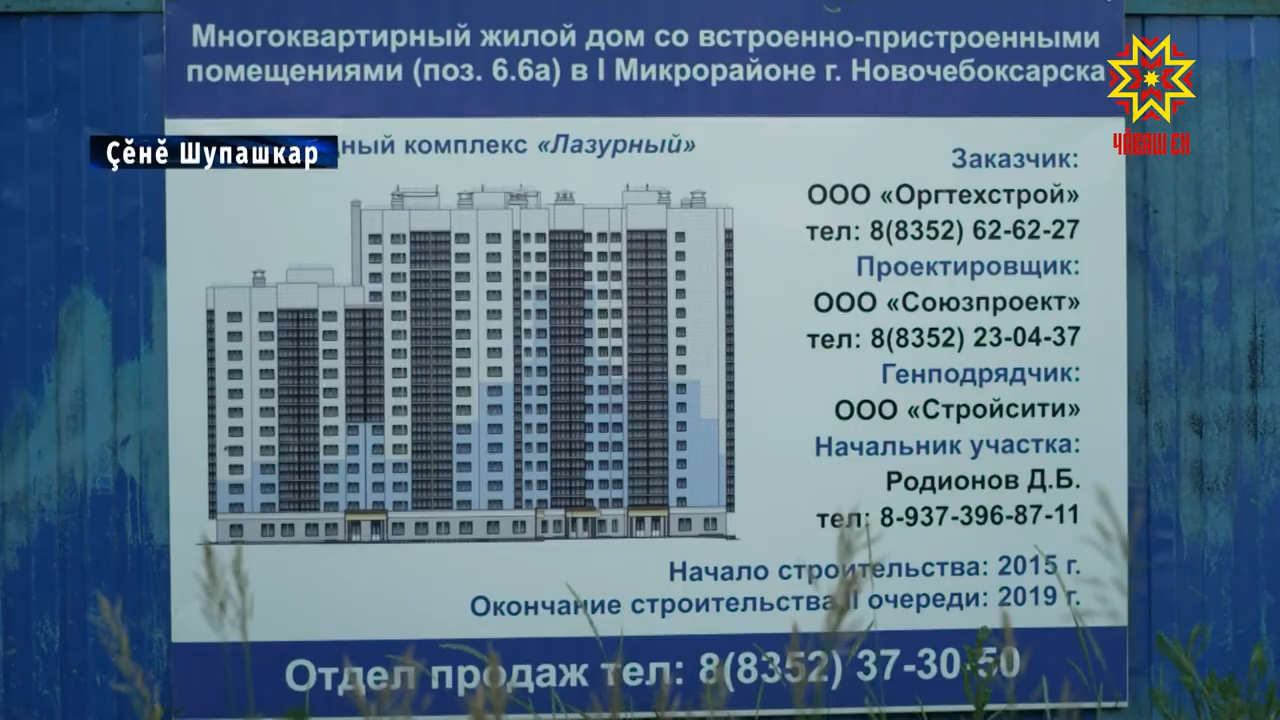 Многоквартирный жилой дом со встроенно-пристроенными
помещениями (поз. 6.6а) в I Микрорайоне г. Новочебоксарска
ЧӐВАШ ЕН
Ҫӗнӗ Шупашкар
комплекс «Лазурный»
Заказчик:
ООО «Оргтехстрой»
тел: 8(8352) 62-62-27
Проектировщик:
ООО «Союзпроект»
тел: 8(8352) 23-04-37
Генподрядчик:
ООО «Стройсити»
Начальник участка:
Родионов Д.Б.
тел: 8-937-396-87-11
Начало строительства: 2015 г.
Окончание строительства II очереди: 2019 г.
Отдел продаж тел: 8(8352) 37-30-50